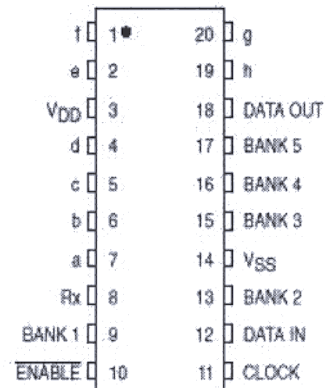 f 1 20 g
e 2 19 h
VDD 3 18 DATA OUT
d 4 17 BANK 5
c 5 16 BANK 4
b 6 15 BANK 3
a 7 14 VSS
Rx 8 13 BANK 2
BANK 1 9 12 DATA IN
ENABLE 10 11 CLOCK